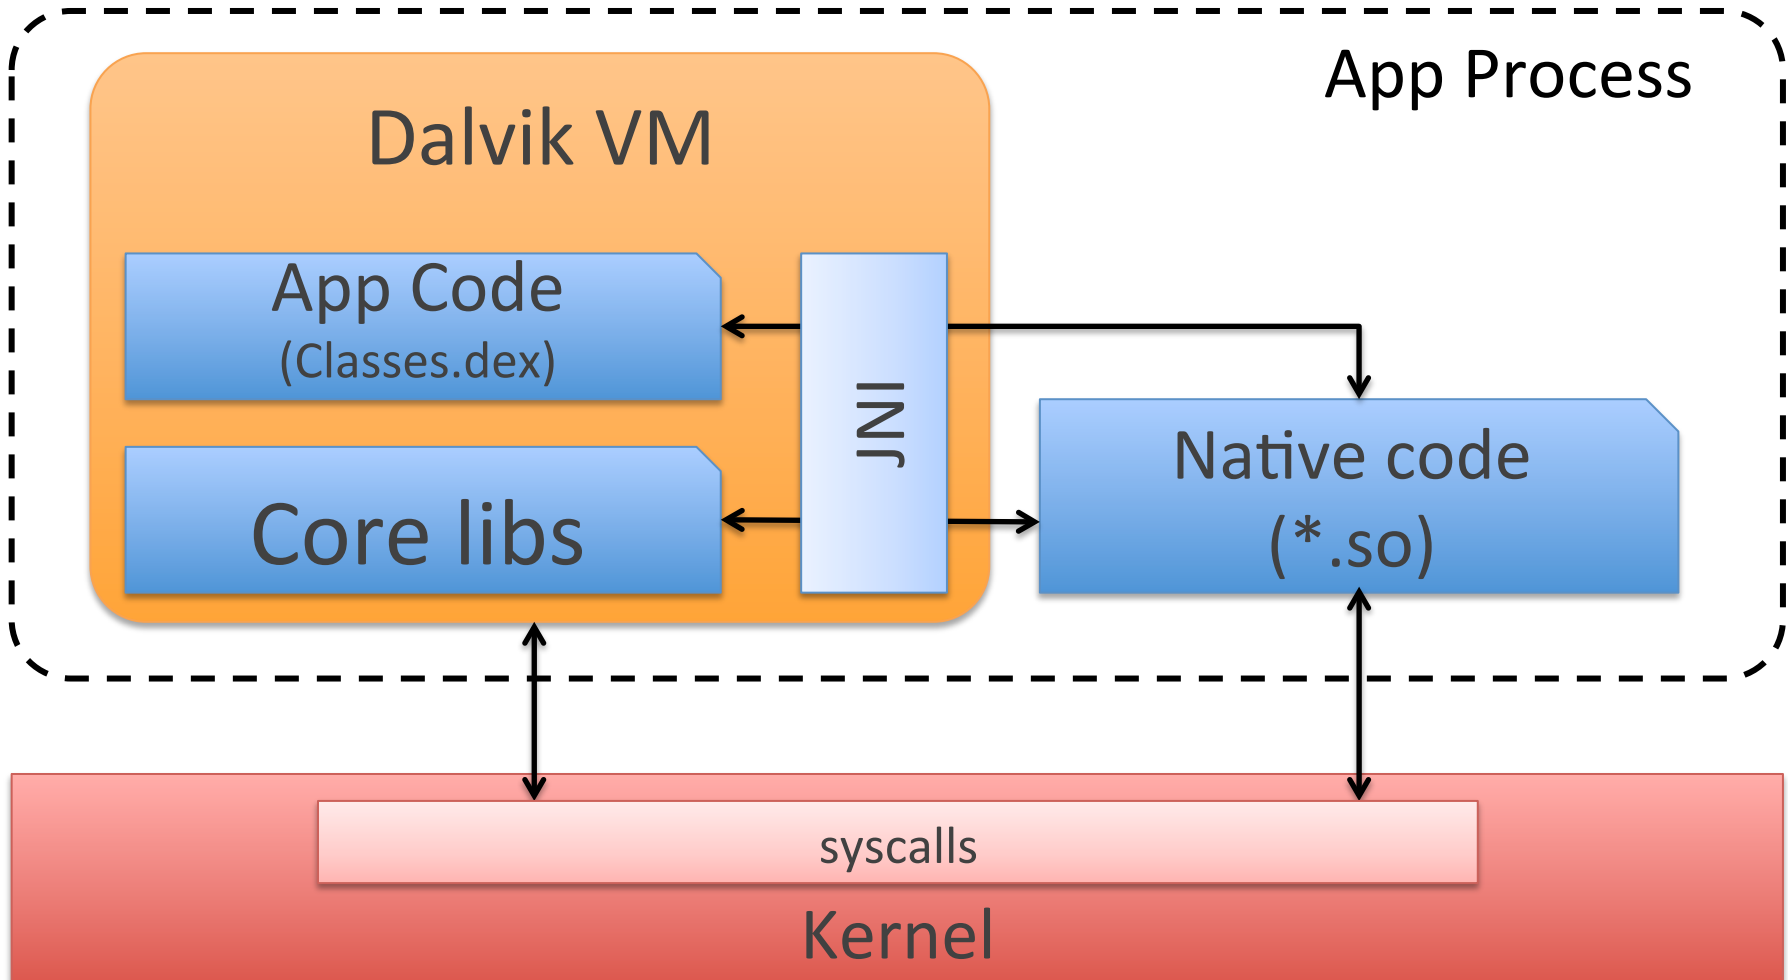 App Process
Dalvik VM
App Code
(Classes.dex)
JNI
Core libs
Native code
(*.so)
syscalls
Kernel